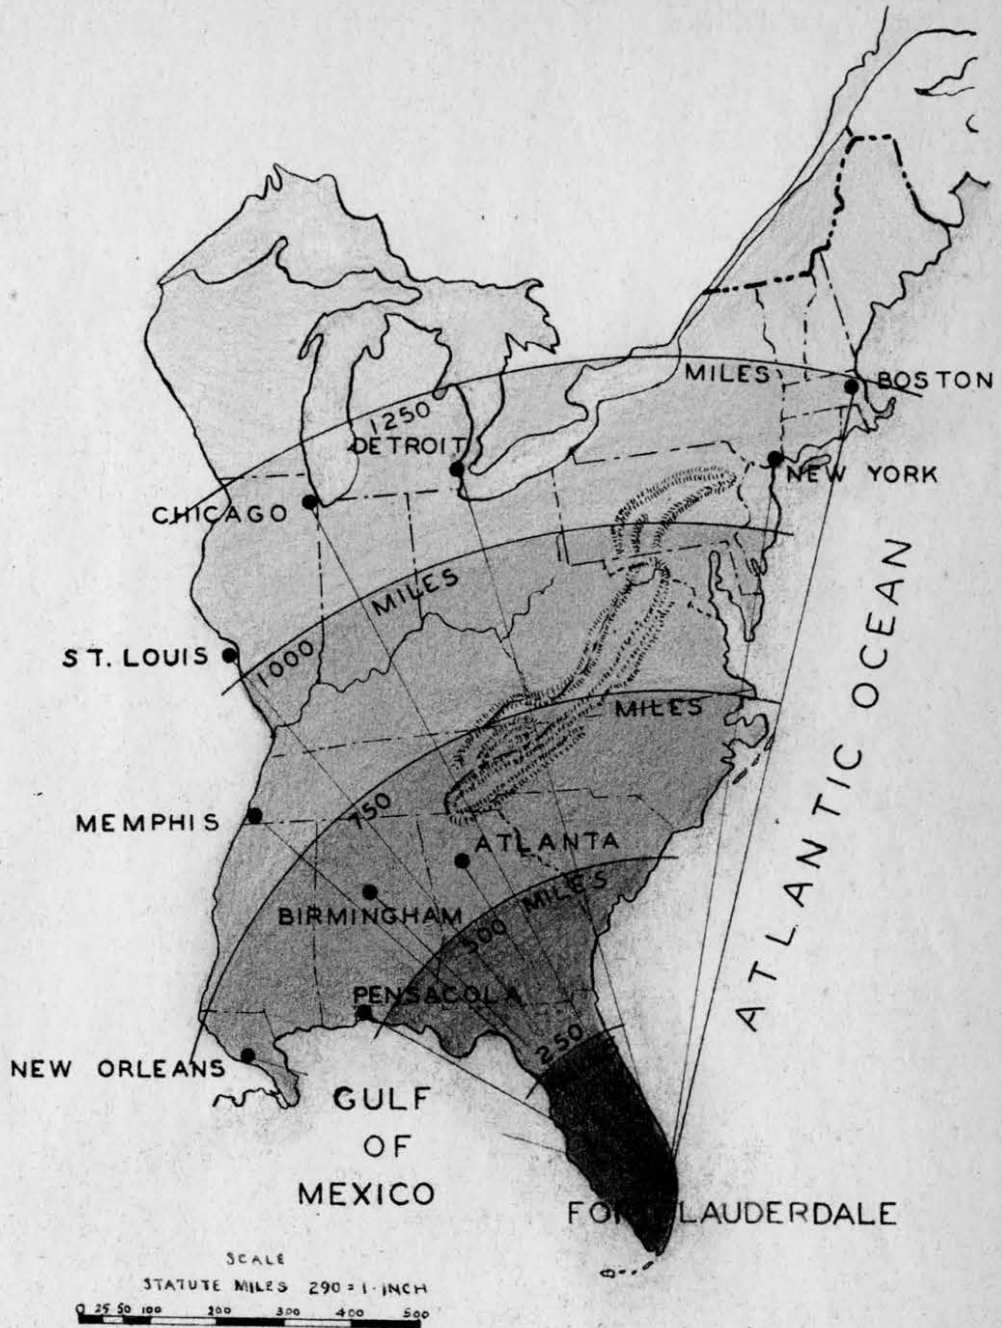 MILES
BOSTON
1250
DETROIT
NEW YORK
CHICAGO
MILES
ST. LOUIS
1000
MILES
ATLANTIC OCEAN
750
MEMPHIS
ATLANTA
MILES
BIRMINGHAM
500
PENSACOLA
250
NEW ORLEANS
GULF
OF
MEXICO
FORT LAUDERDALE
SCALE
STATUTE MILES 290 = 1 · INCH
0 25 50 100 200 300 400 500